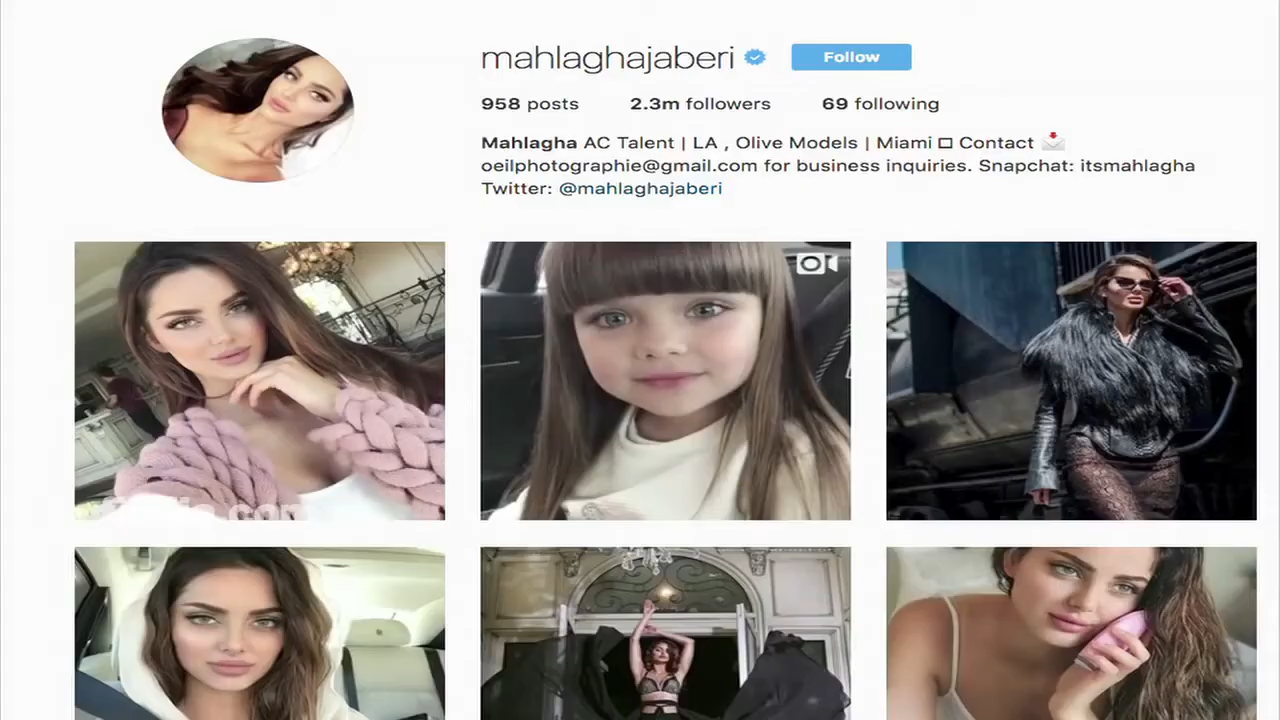 mahlaghajaberi
Follow
958 posts 2.3m followers 69 following
Mahlagha AC Talent | LA , Olive Models | Miami □ Contact 📩
oeilphotographie@gmail.com for business inquiries. Snapchat: itsmahlagha
Twitter: @mahlaghajaberi